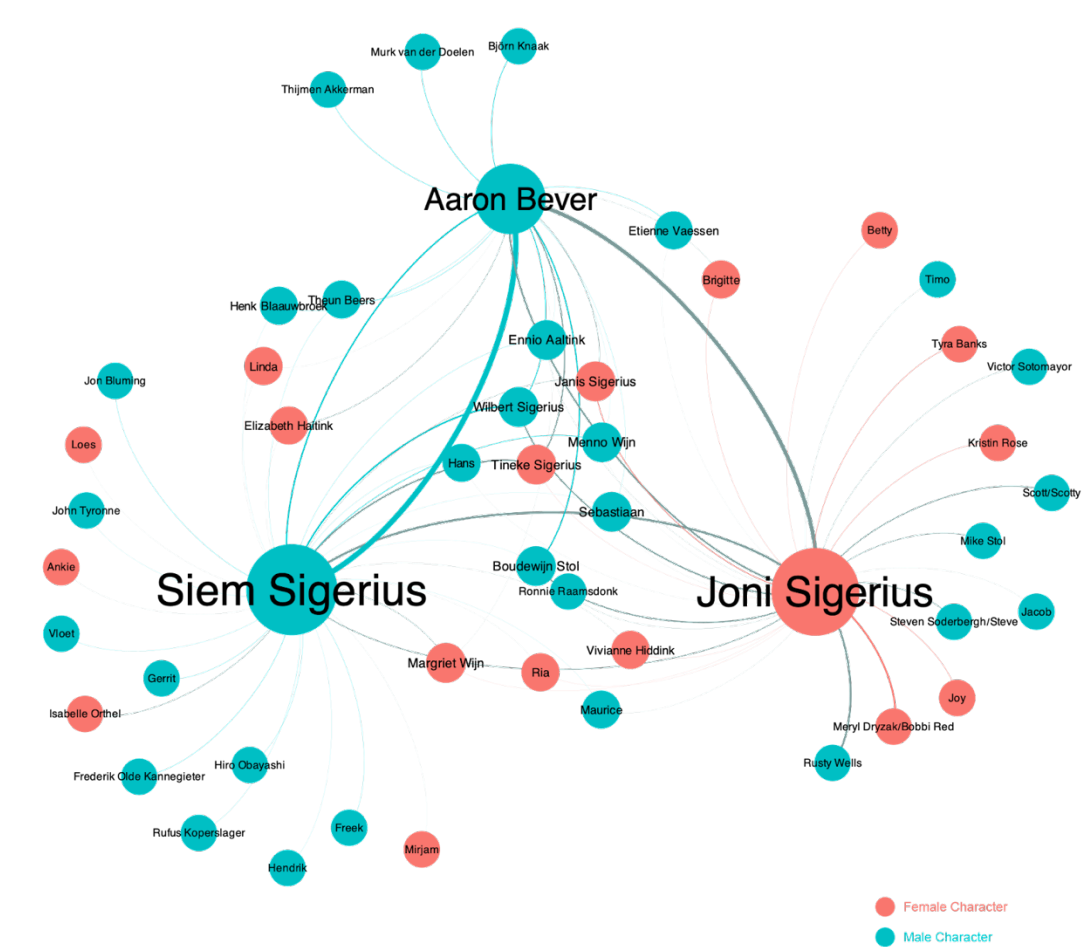 Björn Knaak
Murk van der Doelen
Thijmen Akkerman
Aaron Bever
Etienne Vaessen
Betty
Brigitte
Timo
Theun Beers
Henk Blaauwbroek
Ennio Aaltink
Tyra Banks
Linda
Victor Sotomayor
Jon Bluming
Janis Sigerius
Wilbert Sigerius
Elizabeth Haitink
Menno Wijn
Kristin Rose
Loes
Hans
Tineke Sigerius
Scott/Scotty
John Tyronne
Sebastiaan
Mike Stol
Ankie
Boudewijn Stol
Siem Sigerius
Ronnie Raamsdonk
Joni Sigerius
Jacob
Steven Soderbergh/Steve
Vloet
Vivianne Hiddink
Margriet Wijn
Ria
Gerrit
Joy
Isabelle Orthel
Maurice
Meryl Dryzak/Bobbi Red
Rusty Wells
Hiro Obayashi
Frederik Olde Kannegieter
Freek
Rufus Koperslager
Mirjam
Hendrik
Female Character
Male Character